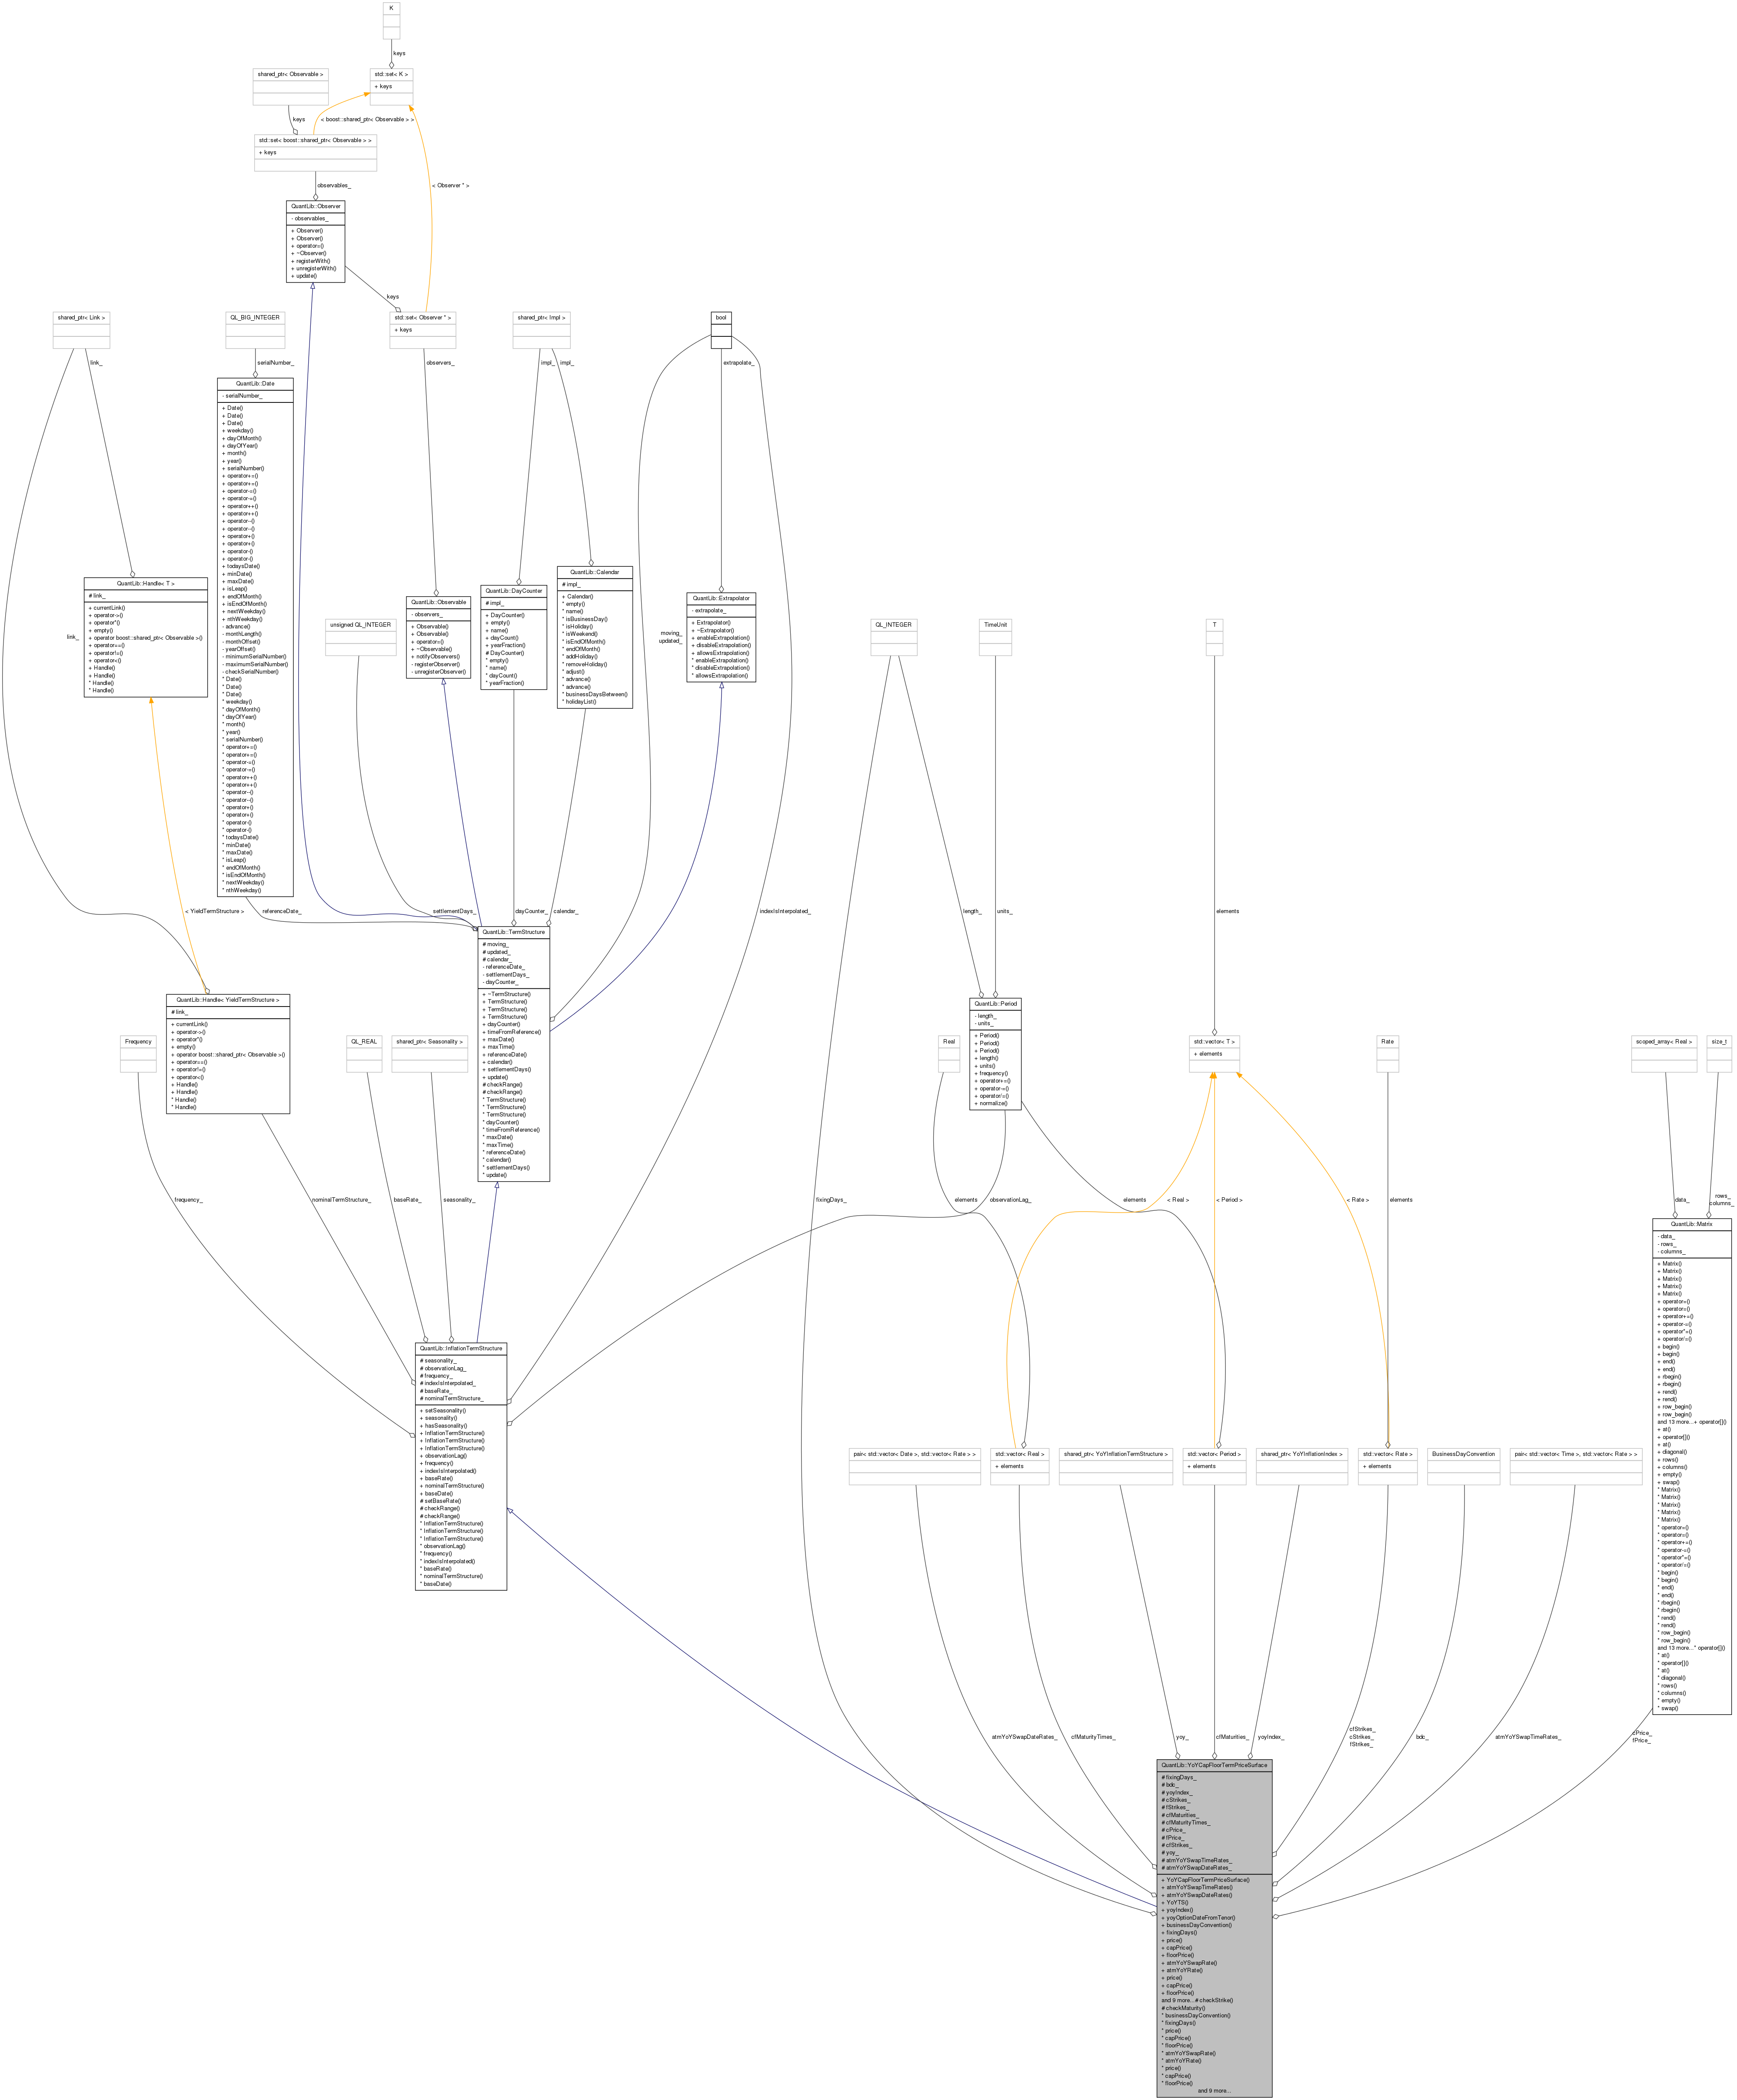 K
keys
shared_ptr< Observable >
std::set< K >
+ keys
keys
< boost::shared_ptr< Observable > >
std::set< boost::shared_ptr< Observable > >
+ keys
observables_
< Observer * >
QuantLib::Observer
- observables_
+ Observer()
+ Observer()
+ operator=()
+ ~Observer()
+ registerWith()
+ unregisterWith()
+ update()
keys
shared_ptr< Link >
QL_BIG_INTEGER
std::set< Observer * >
+ keys
shared_ptr< Impl >
bool
link_
serialNumber_
observers_
impl_
impl_
extrapolate_
QuantLib::Date
- serialNumber_
+ Date()
+ Date()
+ Date()
+ weekday()
+ dayOfMonth()
+ dayOfYear()
+ month()
+ year()
+ serialNumber()
+ operator+=()
+ operator+=()
+ operator-=()
+ operator-=()
+ operator++()
+ operator++()
+ operator--()
+ operator--()
+ operator+()
+ operator+()
+ operator-()
+ operator-()
+ todaysDate()
+ minDate()
+ maxDate()
+ isLeap()
+ endOfMonth()
+ isEndOfMonth()
+ nextWeekday()
+ nthWeekday()
- advance()
- monthLength()
- monthOffset()
- yearOffset()
- minimumSerialNumber()
- maximumSerialNumber()
- checkSerialNumber()
* Date()
* Date()
* Date()
* weekday()
* dayOfMonth()
* dayOfYear()
* month()
* year()
* serialNumber()
* operator+=()
* operator+=()
* operator-=()
* operator-=()
* operator++()
* operator++()
* operator--()
* operator--()
* operator+()
* operator+()
* operator-()
* operator-()
* todaysDate()
* minDate()
* maxDate()
* isLeap()
* endOfMonth()
* isEndOfMonth()
* nextWeekday()
* nthWeekday()
QuantLib::Handle< T >
# link_
+ currentLink()
+ operator->()
+ operator*()
+ empty()
+ operator boost::shared_ptr< Observable >()
+ operator==()
+ operator!=()
+ operator<()
+ Handle()
+ Handle()
* Handle()
* Handle()
link_
unsigned QL_INTEGER
QuantLib::Observable
- observers_
+ Observable()
+ Observable()
+ operator=()
+ ~Observable()
+ notifyObservers()
- registerObserver()
- unregisterObserver()
QuantLib::DayCounter
# impl_
+ DayCounter()
+ empty()
+ name()
+ dayCount()
+ yearFraction()
# DayCounter()
* empty()
* name()
* dayCount()
* yearFraction()
QuantLib::Calendar
# impl_
+ Calendar()
* empty()
* name()
* isBusinessDay()
* isHoliday()
* isWeekend()
* isEndOfMonth()
* endOfMonth()
* addHoliday()
* removeHoliday()
* adjust()
* advance()
* advance()
* businessDaysBetween()
* holidayList()
moving_
updated_
QuantLib::Extrapolator
- extrapolate_
+ Extrapolator()
+ ~Extrapolator()
+ enableExtrapolation()
+ disableExtrapolation()
+ allowsExtrapolation()
* enableExtrapolation()
* disableExtrapolation()
* allowsExtrapolation()
QL_INTEGER
TimeUnit
T
< YieldTermStructure >
referenceDate_
settlementDays_
dayCounter_
calendar_
indexIsInterpolated_
length_
units_
elements
QuantLib::TermStructure
# moving_
# updated_
# calendar_
- referenceDate_
- settlementDays_
- dayCounter_
+ ~TermStructure()
+ TermStructure()
+ TermStructure()
+ TermStructure()
+ dayCounter()
+ timeFromReference()
+ maxDate()
+ maxTime()
+ referenceDate()
+ calendar()
+ settlementDays()
+ update()
# checkRange()
# checkRange()
* TermStructure()
* TermStructure()
* TermStructure()
* dayCounter()
* timeFromReference()
* maxDate()
* maxTime()
* referenceDate()
* calendar()
* settlementDays()
* update()
QuantLib::Handle< YieldTermStructure >
# link_
+ currentLink()
+ operator->()
+ operator*()
+ empty()
+ operator boost::shared_ptr< Observable >()
+ operator==()
+ operator!=()
+ operator<()
+ Handle()
+ Handle()
* Handle()
* Handle()
QuantLib::Period
- length_
- units_
+ Period()
+ Period()
+ Period()
+ length()
+ units()
+ frequency()
+ operator+=()
+ operator-=()
+ operator/=()
+ normalize()
Frequency
QL_REAL
shared_ptr< Seasonality >
Real
std::vector< T >
+ elements
Rate
scoped_array< Real >
size_t
frequency_
nominalTermStructure_
baseRate_
seasonality_
fixingDays_
elements
observationLag_
elements
< Real >
< Period >
< Rate >
elements
data_
rows_
columns_
QuantLib::Matrix
- data_
- rows_
- columns_
+ Matrix()
+ Matrix()
+ Matrix()
+ Matrix()
+ Matrix()
+ operator=()
+ operator=()
+ operator+=()
+ operator-=()
+ operator*=()
+ operator/=()
+ begin()
+ begin()
+ end()
+ end()
+ rbegin()
+ rbegin()
+ rend()
+ rend()
+ row_begin()
+ row_begin()
and 13 more...+ operator[]()
+ at()
+ operator[]()
+ at()
+ diagonal()
+ rows()
+ columns()
+ empty()
+ swap()
* Matrix()
* Matrix()
* Matrix()
* Matrix()
* Matrix()
* operator=()
* operator=()
* operator+=()
* operator-=()
* operator*=()
* operator/=()
* begin()
* begin()
* end()
* end()
* rbegin()
* rbegin()
* rend()
* rend()
* row_begin()
* row_begin()
and 13 more...* operator[]()
* at()
* operator[]()
* at()
* diagonal()
* rows()
* columns()
* empty()
* swap()
QuantLib::InflationTermStructure
# seasonality_
# observationLag_
# frequency_
# indexIsInterpolated_
# baseRate_
# nominalTermStructure_
+ setSeasonality()
+ seasonality()
+ hasSeasonality()
+ InflationTermStructure()
+ InflationTermStructure()
+ InflationTermStructure()
+ observationLag()
+ frequency()
+ indexIsInterpolated()
+ baseRate()
+ nominalTermStructure()
+ baseDate()
# setBaseRate()
# checkRange()
# checkRange()
* InflationTermStructure()
* InflationTermStructure()
* InflationTermStructure()
* observationLag()
* frequency()
* indexIsInterpolated()
* baseRate()
* nominalTermStructure()
* baseDate()
pair< std::vector< Date >, std::vector< Rate > >
std::vector< Real >
+ elements
shared_ptr< YoYInflationTermStructure >
std::vector< Period >
+ elements
shared_ptr< YoYInflationIndex >
std::vector< Rate >
+ elements
BusinessDayConvention
pair< std::vector< Time >, std::vector< Rate > >
atmYoYSwapDateRates_
cfMaturityTimes_
yoy_
cfMaturities_
yoyIndex_
cfStrikes_
cStrikes_
fStrikes_
bdc_
atmYoYSwapTimeRates_
cPrice_
fPrice_
QuantLib::YoYCapFloorTermPriceSurface
# fixingDays_
# bdc_
# yoyIndex_
# cStrikes_
# fStrikes_
# cfMaturities_
# cfMaturityTimes_
# cPrice_
# fPrice_
# cfStrikes_
# yoy_
# atmYoYSwapTimeRates_
# atmYoYSwapDateRates_
+ YoYCapFloorTermPriceSurface()
+ atmYoYSwapTimeRates()
+ atmYoYSwapDateRates()
+ YoYTS()
+ yoyIndex()
+ yoyOptionDateFromTenor()
+ businessDayConvention()
+ fixingDays()
+ price()
+ capPrice()
+ floorPrice()
+ atmYoYSwapRate()
+ atmYoYRate()
+ price()
+ capPrice()
+ floorPrice()
and 9 more...# checkStrike()
# checkMaturity()
* businessDayConvention()
* fixingDays()
* price()
* capPrice()
* floorPrice()
* atmYoYSwapRate()
* atmYoYRate()
* price()
* capPrice()
* floorPrice()
and 9 more...